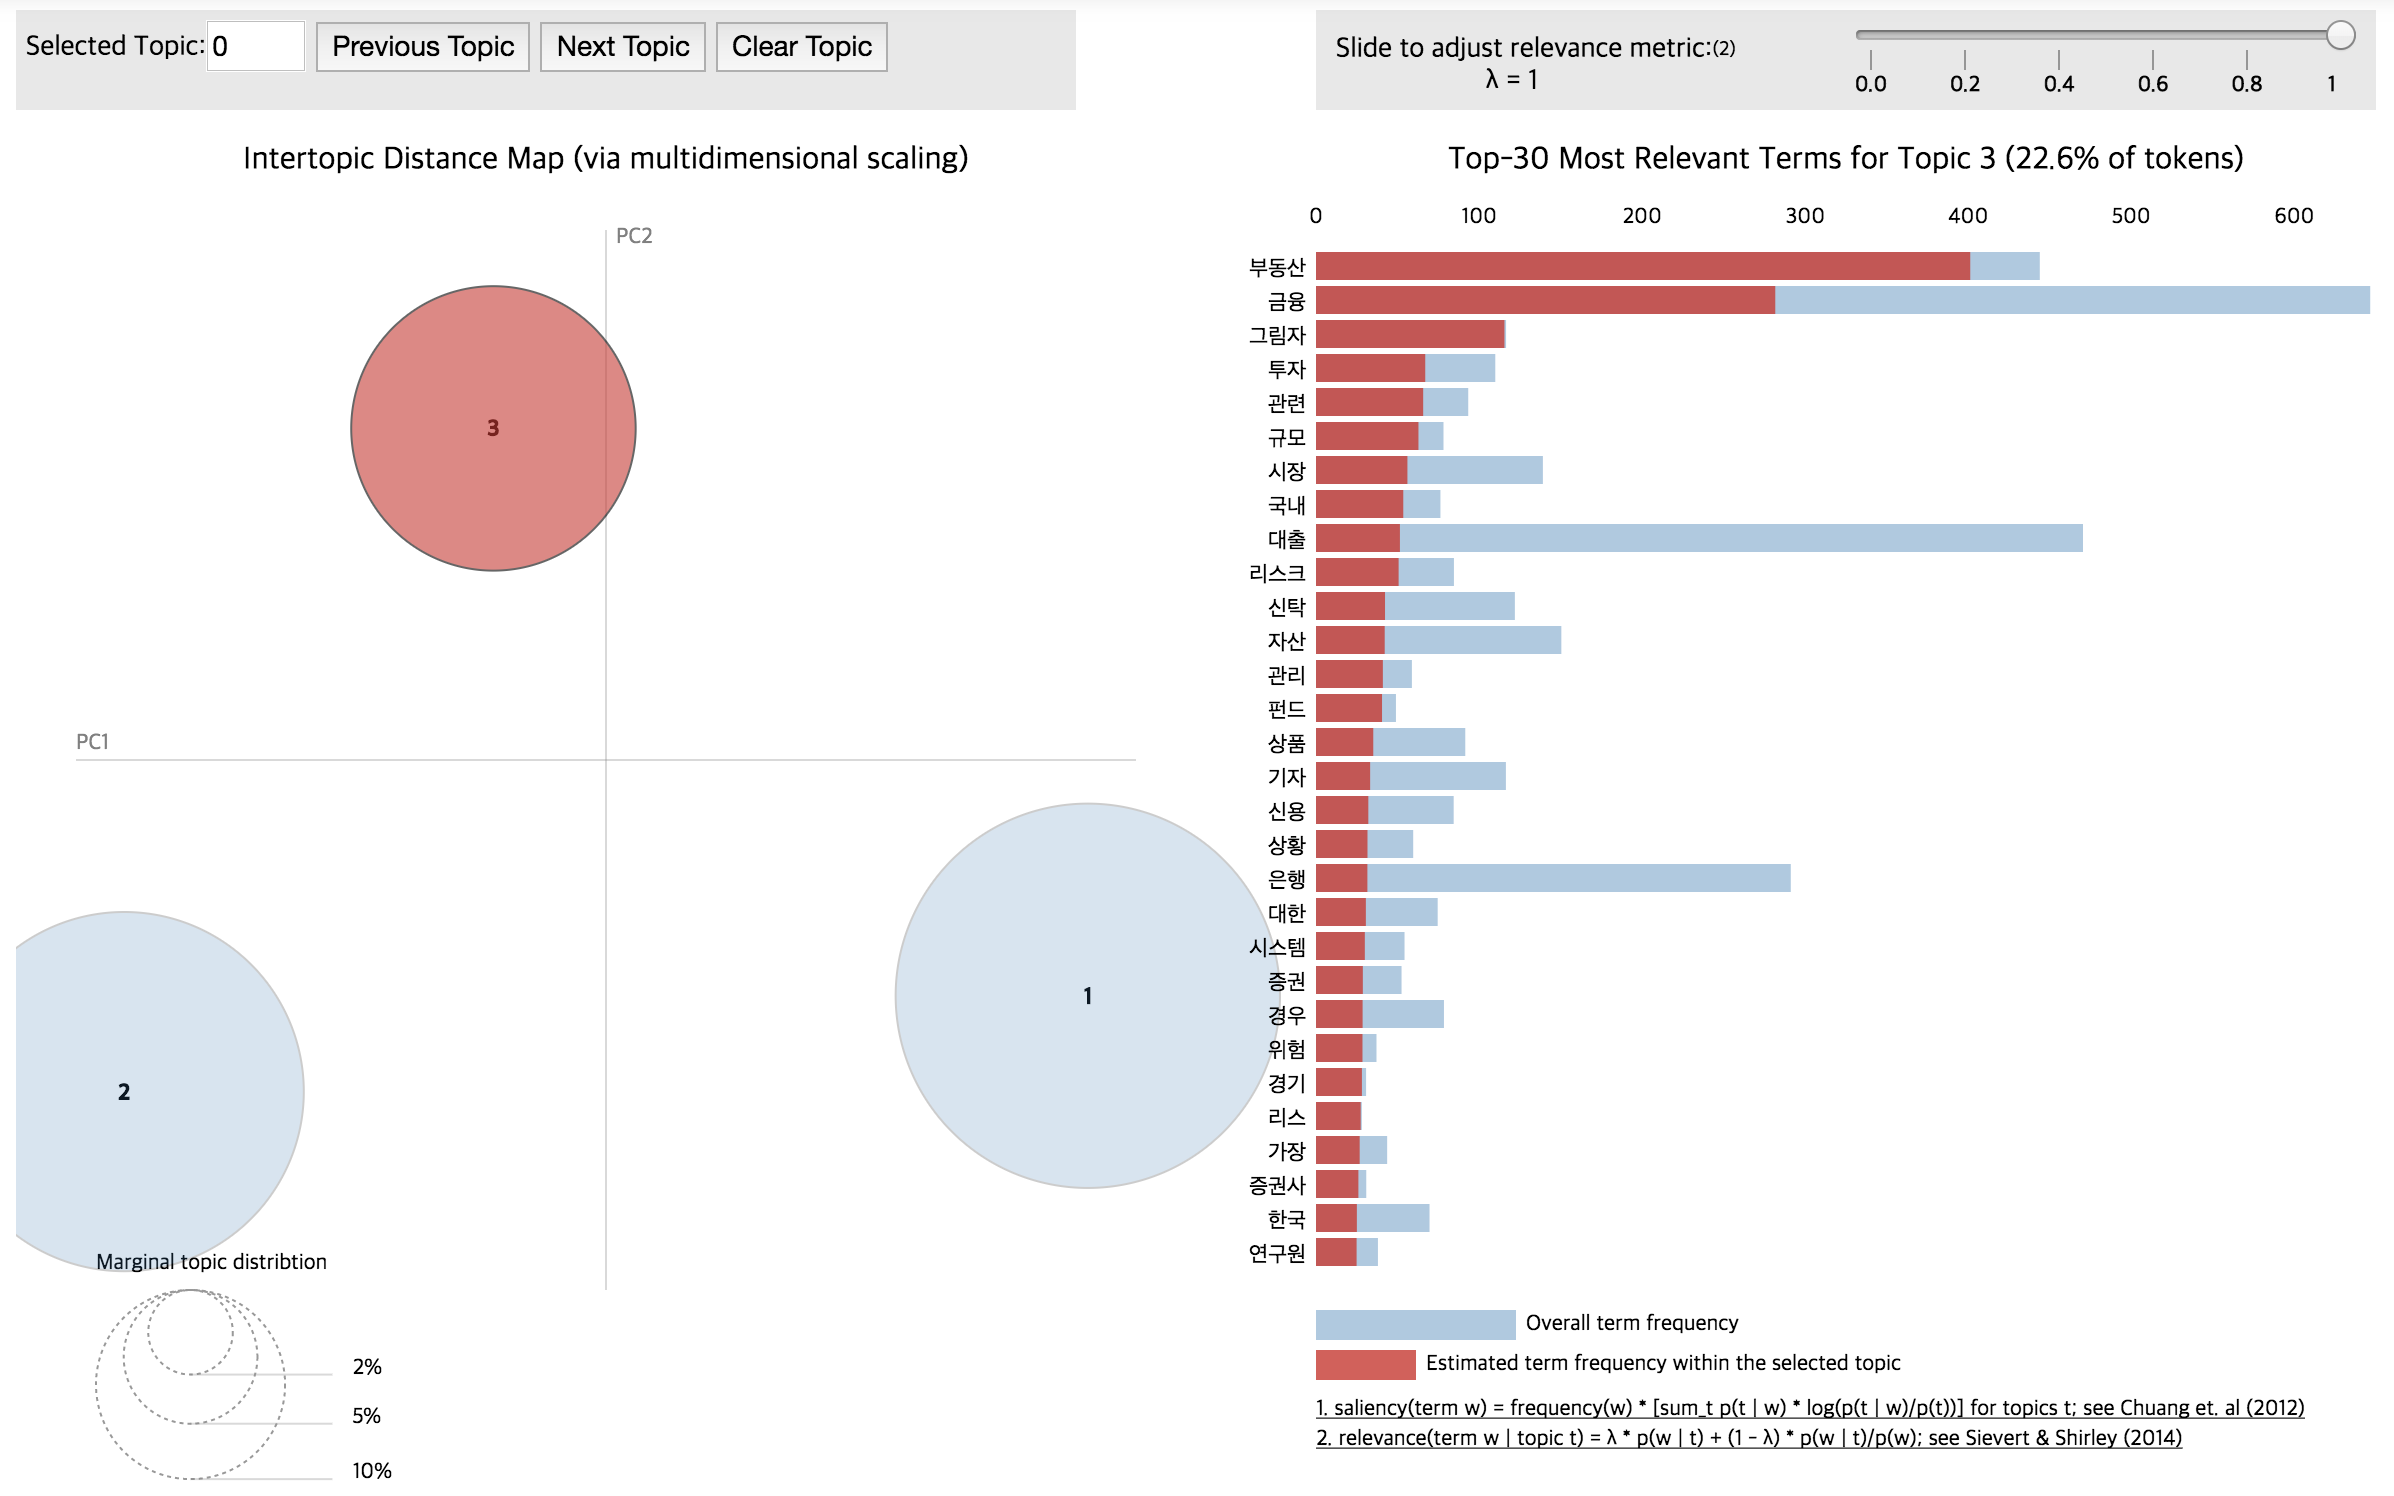 Selected Topic: 0 Previous Topic Next Topic Clear Topic
Slide to adjust relevance metric:(2)
λ = 1
0.0 0.2 0.4 0.6 0.8 1
Intertopic Distance Map (via multidimensional scaling)
PC2
3
PC1
1
2
Marginal topic distribtion
2%
5%
10%
Top-30 Most Relevant Terms for Topic 3 (22.6% of tokens)
0 100 200 300 400 500 600
부동산
금융
그림자
투자
관련
규모
시장
국내
대출
리스크
신탁
자산
관리
펀드
상품
기자
신용
상황
은행
대한
시스템
증권
경우
위험
경기
리스
가장
증권사
한국
연구원
Overall term frequency
Estimated term frequency within the selected topic
1. saliency(term w) = frequency(w) * [sum_t p(t | w) * log(p(t | w)/p(t))] for topics t; see Chuang et. al (2012)
2. relevance(term w | topic t) = λ * p(w | t) + (1 - λ) * p(w | t)/p(w); see Sievert & Shirley (2014)